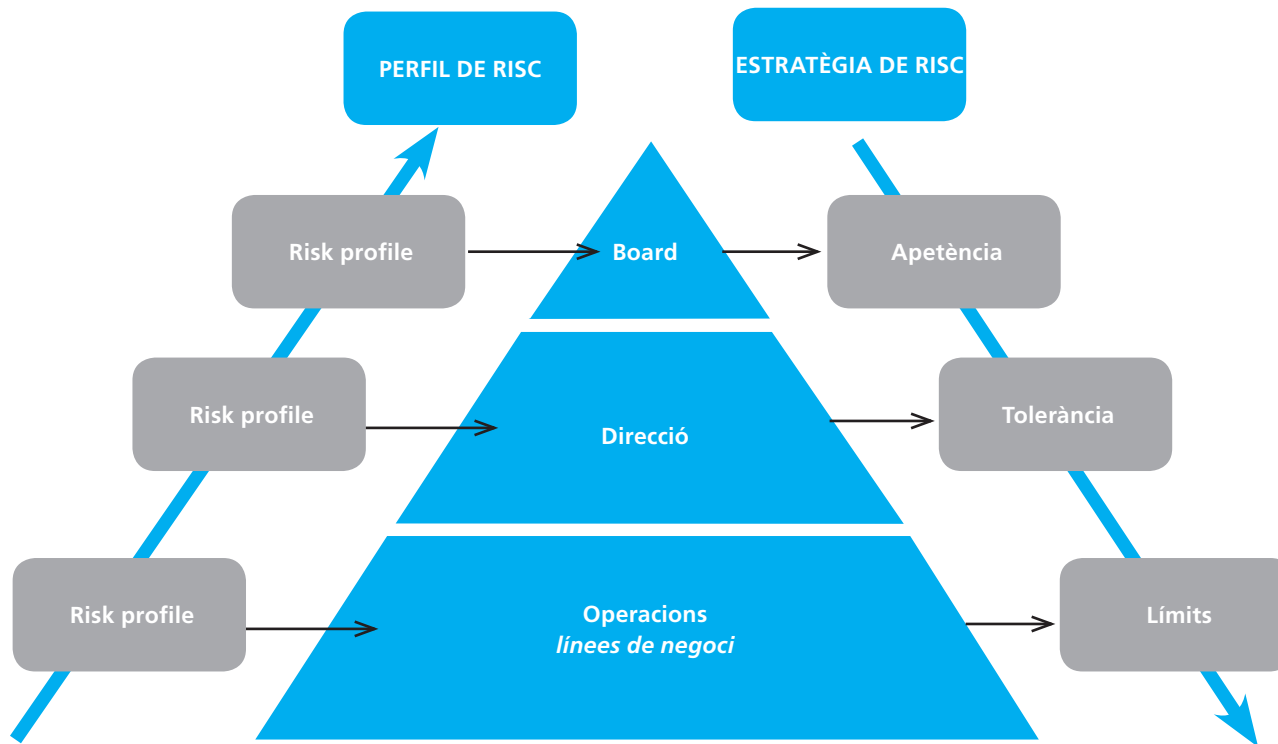 PERFIL DE RISC
ESTRATÈGIA DE RISC
Risk profile
Board
Apetència
Risk profile
Direcció
Tolerància
Risk profile
Operacions
línees de negoci
Límits